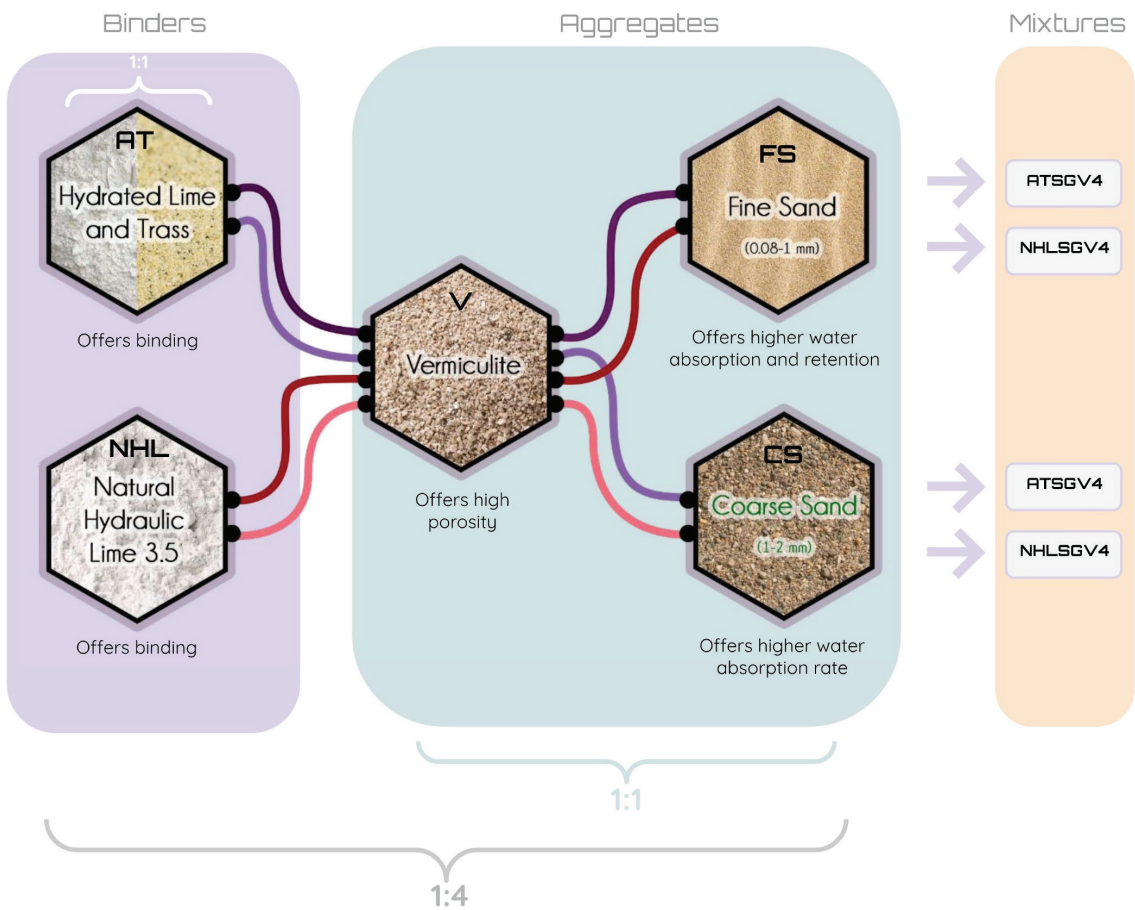 Binders
Aggregates
Mixtures
1:1
AT
Hydrated Lime
and Trass
Offers binding
NHL
Natural
Hydraulic
Lime 3.5
Offers binding
V
Vermiculite
Offers high
porosity
FS
Fine Sand
(0.08-1 mm)
Offers higher water
absorption and retention
CS
Coarse Sand
(1-2 mm)
Offers higher water
absorption rate
ATSGV4
NHLSGV4
ATSGV4
NHLSGV4
1:1
1:4